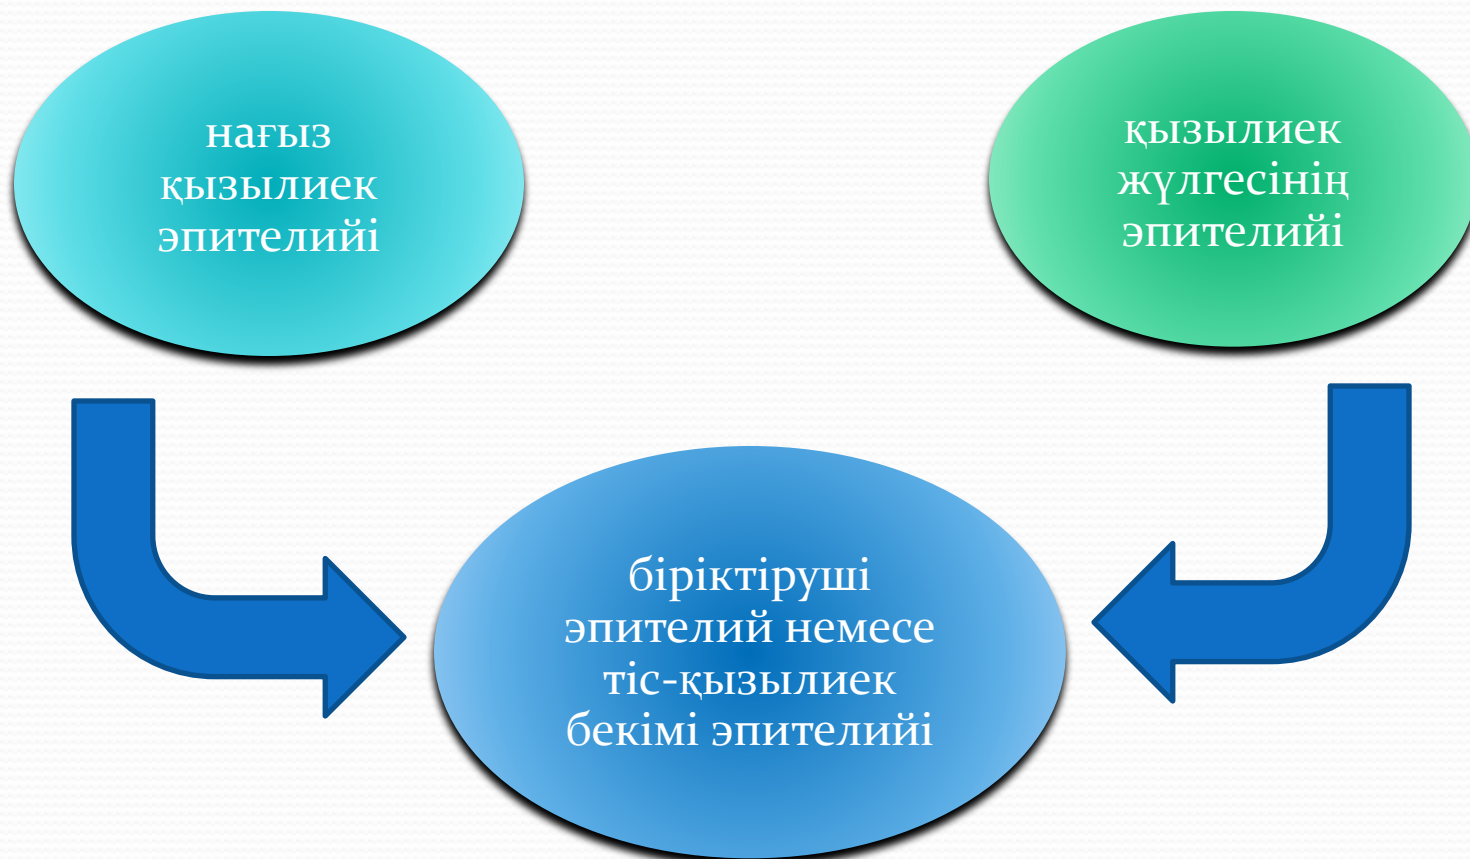 нағыз
қызылиек
эпителийі
қызылиек
жүлгесінің
эпителийі
біріктіруші
эпителий немесе
тіс-қызылиек
бекімі эпителийі